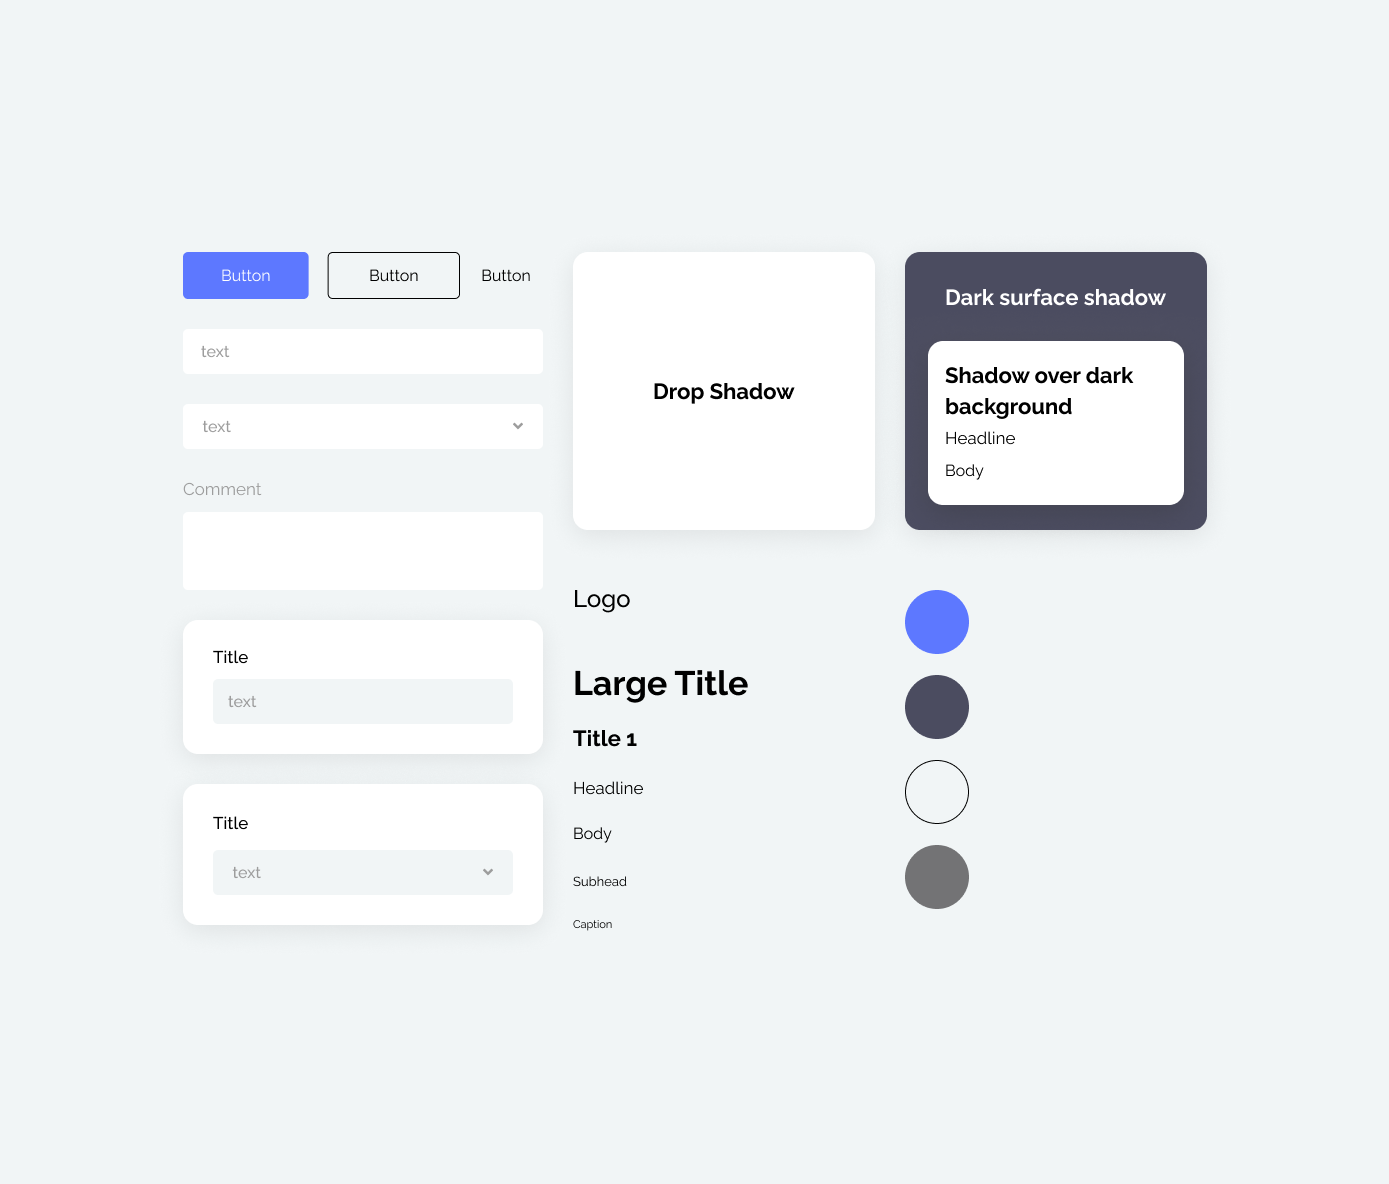 Button
Button
Button
text
text
Comment
Title
text
Title
text
Drop Shadow
Dark surface shadow
Shadow over dark
background
Headline
Body
Logo
Large Title
Title 1
Headline
Body
Subhead
Caption